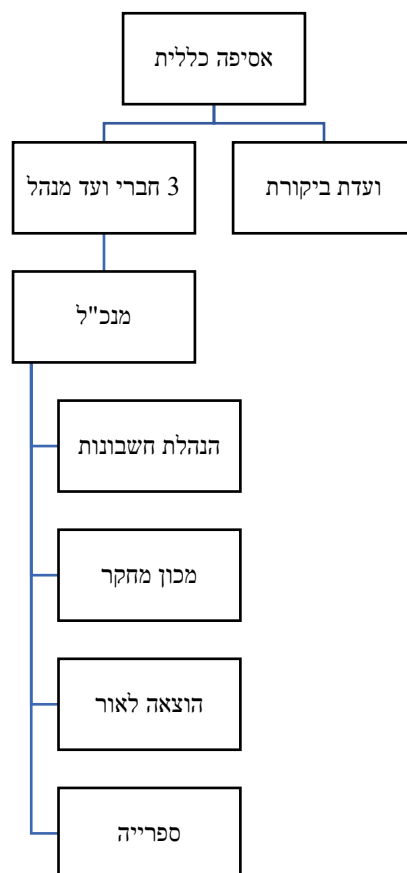 אסיפה כללית
ועדת ביקורת
3 חברי ועד מנהל
מנכ"ל
הנהלת חשבונות
מכון מחקר
הוצאה לאור
ספרייה